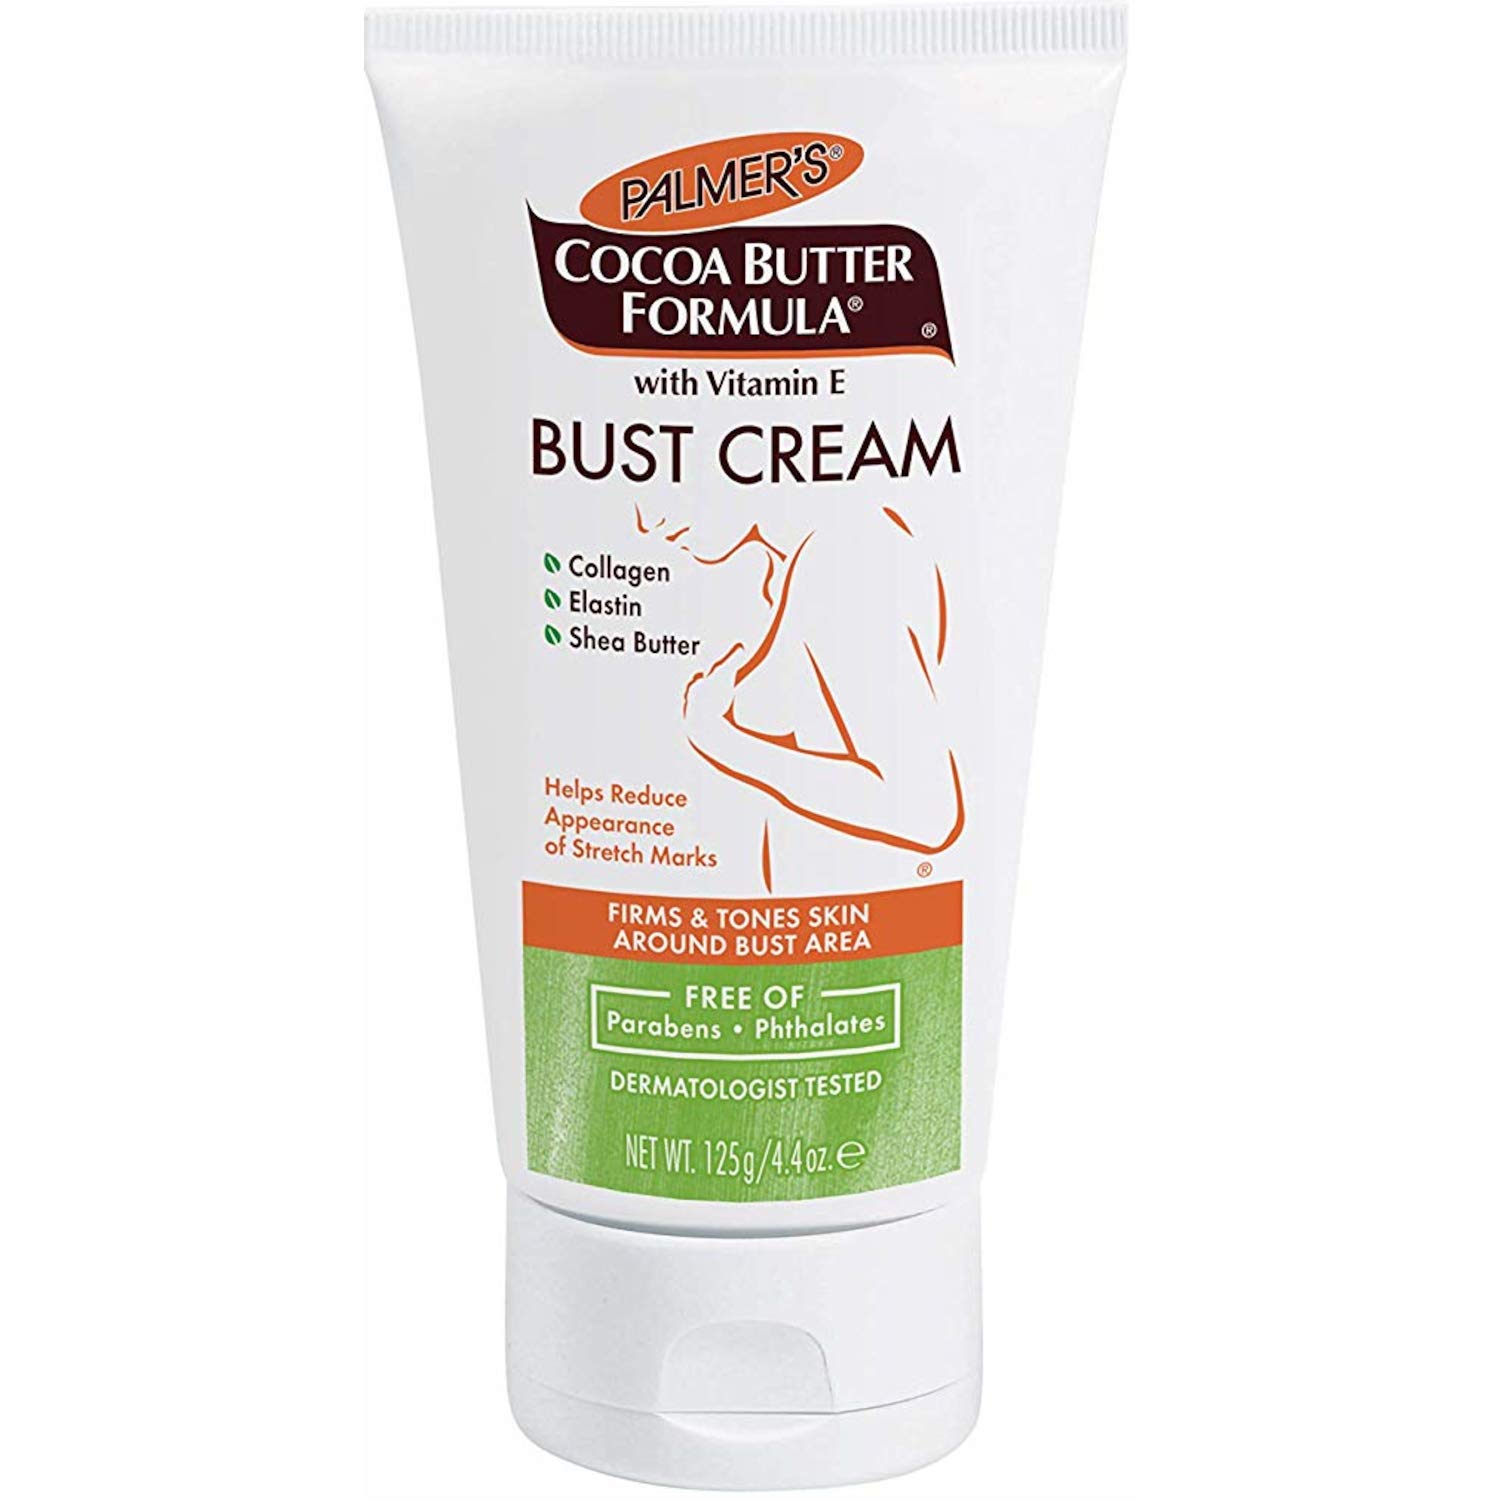 PALMER'S®
COCOA BUTTER
FORMULA®
®
with Vitamin E
BUST CREAM
Collagen
Elastin
Shea Butter
Helps Reduce
Appearance
of Stretch Marks
®
FIRMS & TONES SKIN
AROUND BUST AREA
FREE OF
Parabens • Phthalates
DERMATOLOGIST TESTED
NET WT. 125g/4.4oz. ℮